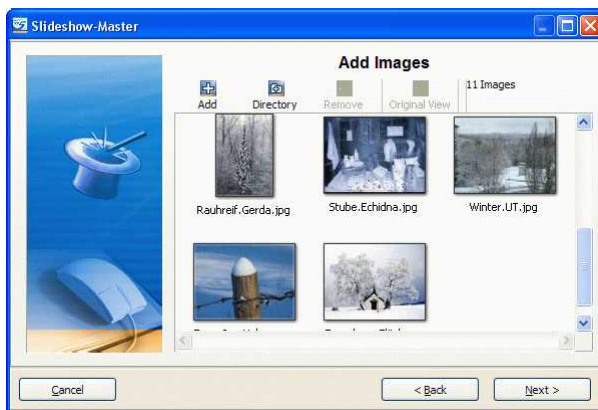 Slideshow-Master
Add Images
Add Directory Remove Original View 11 Images
Rauhreif.Gerda.jpg Stube.Echidna.jpg Winter.UT.jpg
Cancel < Back Next >